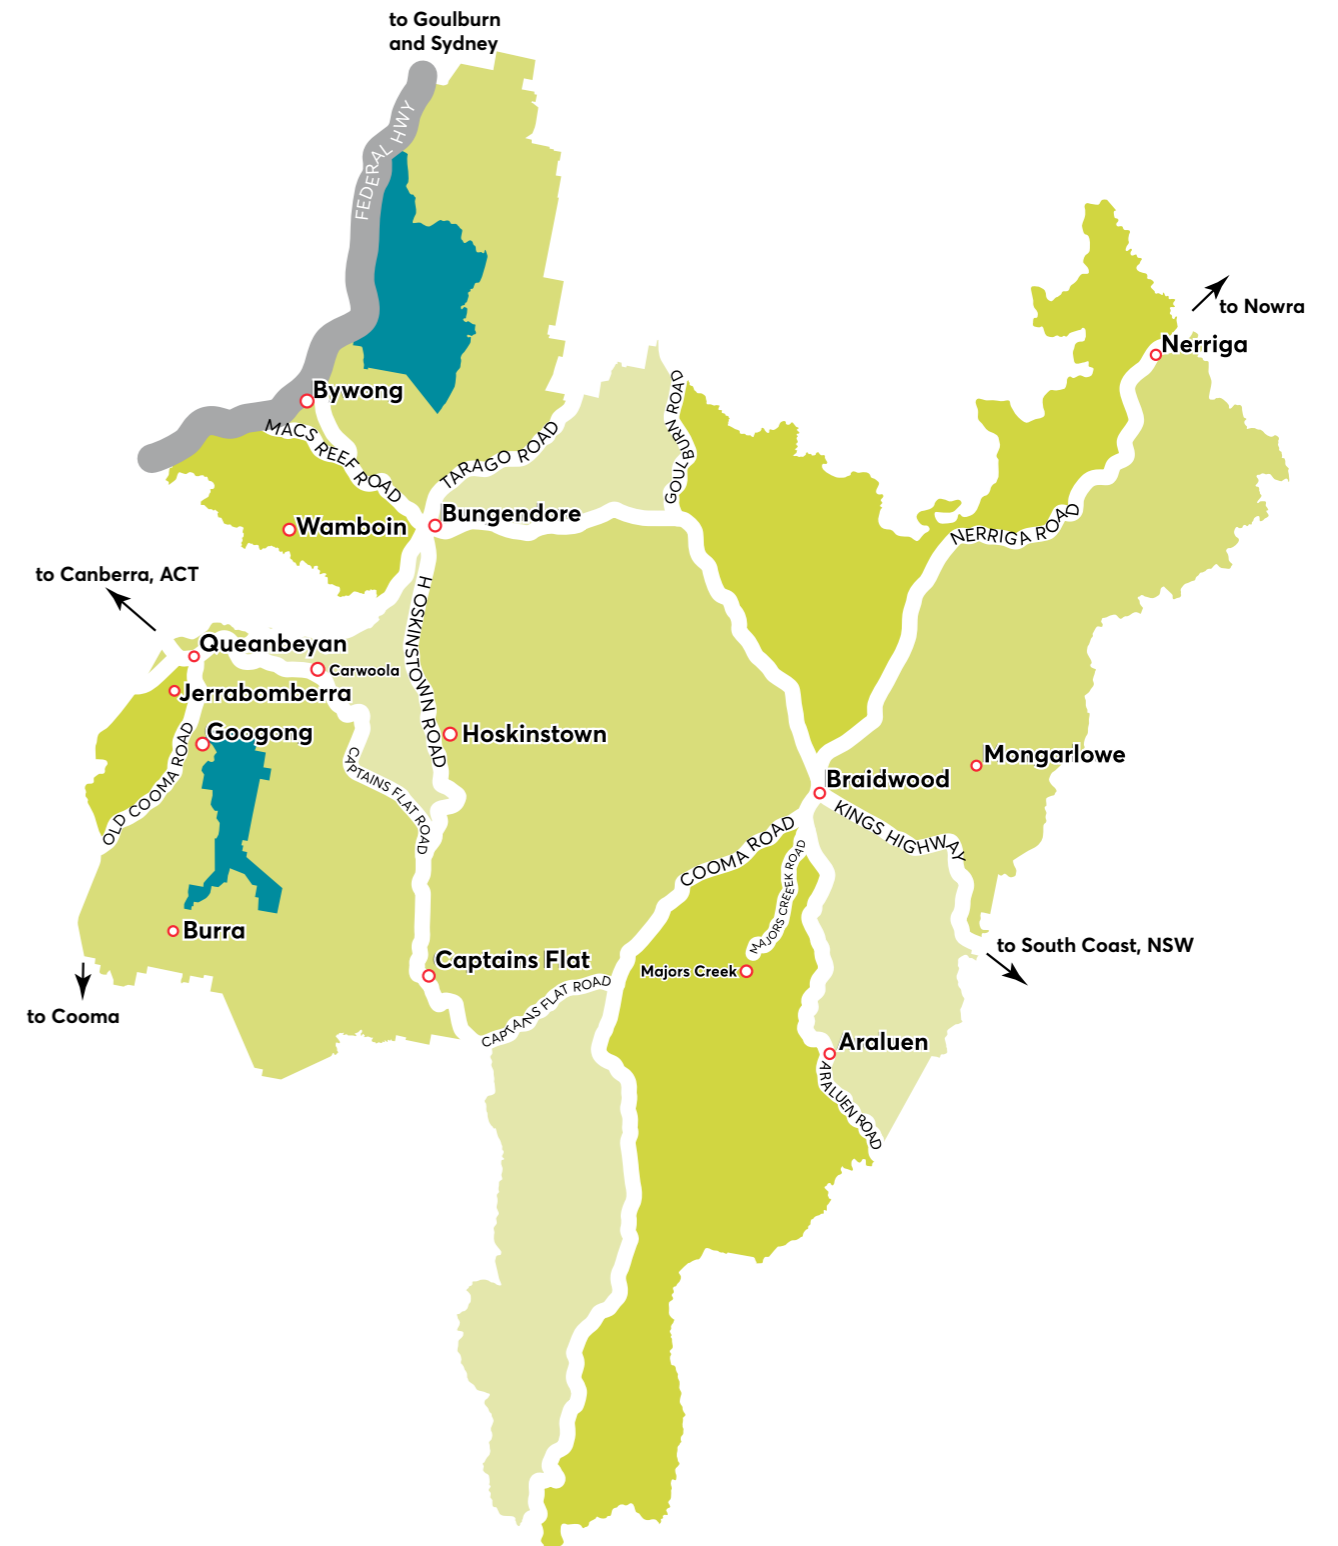 to Goulburn
and Sydney
FEDERAL HWY
to Nowra
Nerriga
Bywong
MACS REEF ROAD
TARAGO ROAD
GOULBURN ROAD
Bungendore
Wamboin
NERRIGA ROAD
to Canberra, ACT
HOSKINSTOWN ROAD
Queanbeyan
Carwoola
Jerrabomberra
Googong
Hoskinstown
OLD COOMA ROAD
CAPTAINS FLAT ROAD
Mongarlowe
Braidwood
KINGS HIGHWAY
COOMA ROAD
MAJORS CREEEK ROAD
Burra
to South Coast, NSW
Captains Flat
Majors Creek
CAPTAINS FLAT ROAD
to Cooma
Araluen
ARALUEN ROAD